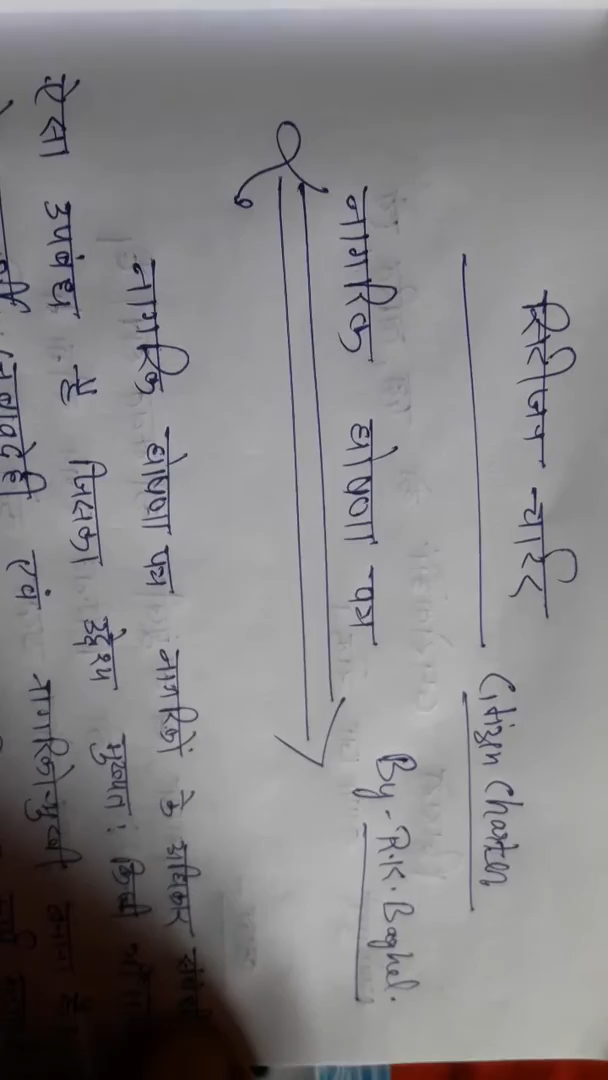 सिटीजन चार्टर
Citizen Charter
नागरिक घोषणा पत्र
By - R.K. Baghel.
नागरिक घोषणा पत्र नागरिकों के अधिकार संबंधी
ऐसा उपबंध है जिसका उद्देश्य मुख्यत: किसी भी
जवाबदेही एवं नागरिकोन्मुखी